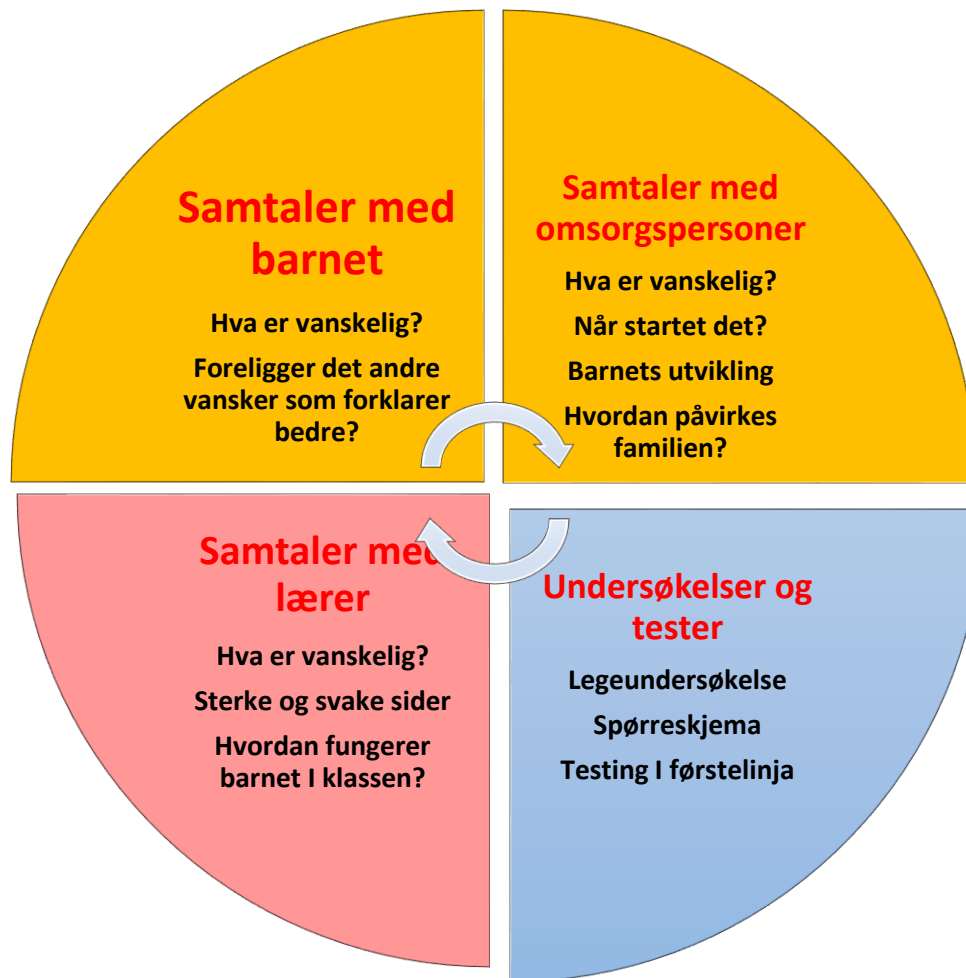 Samtaler med
barnet
Hva er vanskelig?
Foreligger det andre
vansker som forklarer
bedre?
Samtaler med
omsorgspersoner
Hva er vanskelig?
Når startet det?
Barnets utvikling
Hvordan påvirkes
familien?
Samtaler med
lærer
Hva er vanskelig?
Sterke og svake sider
Hvordan fungerer
barnet I klassen?
Undersøkelser og
tester
Legeundersøkelse
Spørreskjema
Testing I førstelinja